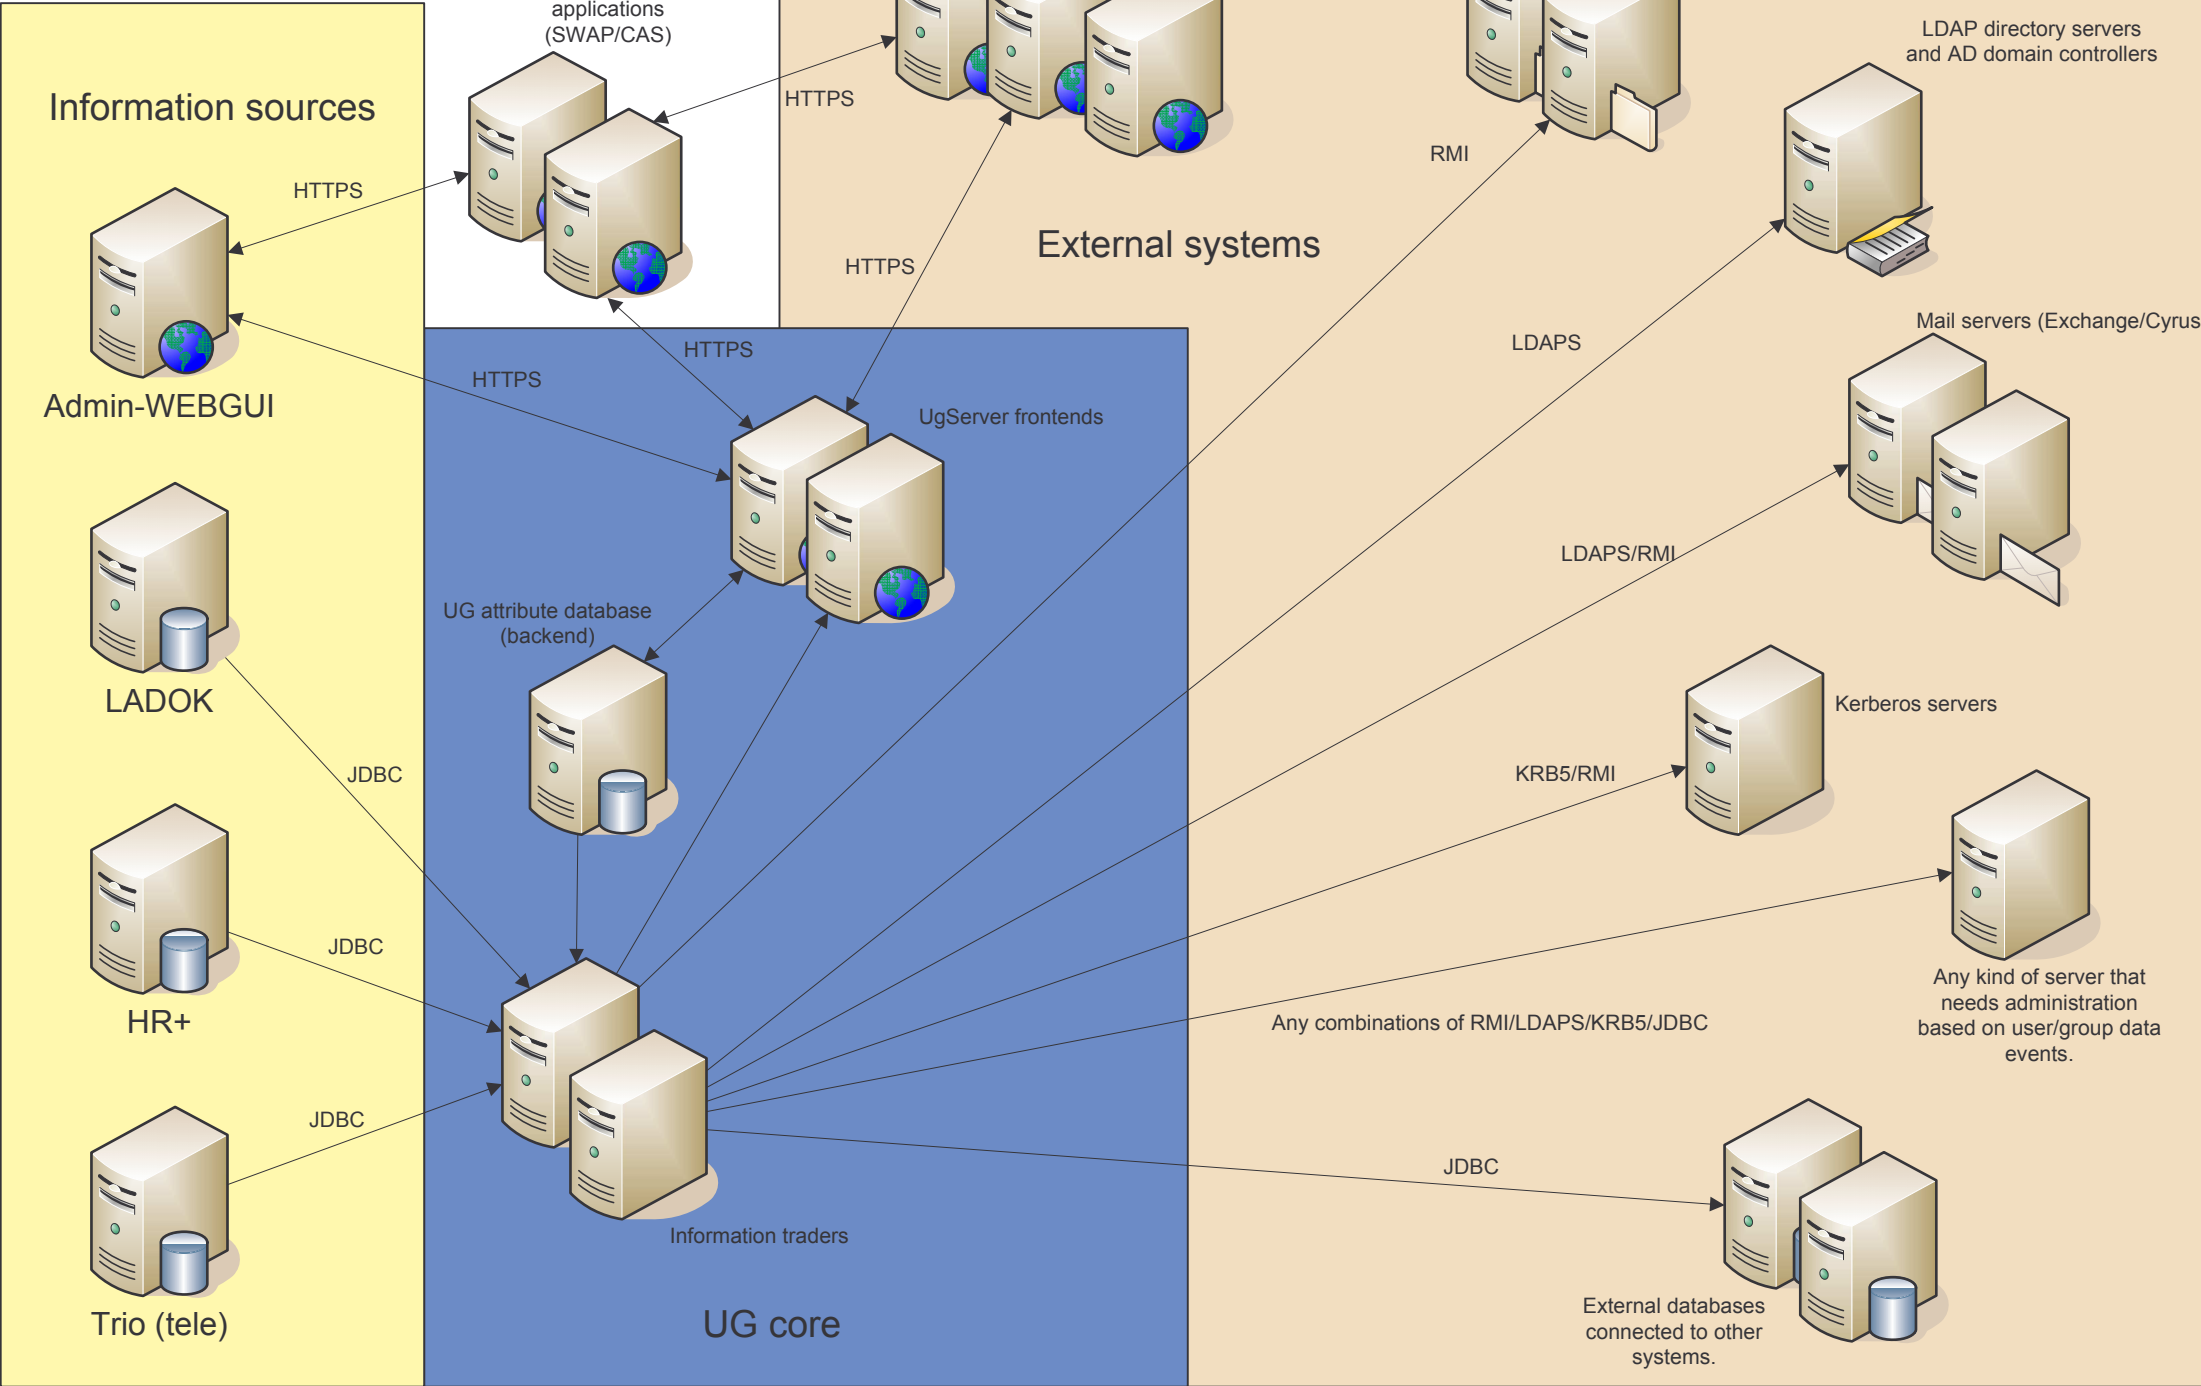 applications
(SWAP/CAS)
LDAP directory servers
and AD domain controllers
Information sources
HTTPS
RMI
HTTPS
External systems
HTTPS
Mail servers (Exchange/Cyrus
HTTPS
LDAPS
HTTPS
Admin-WEBGUI
UgServer frontends
LDAPS/RMI
UG attribute database
(backend)
LADOK
Kerberos servers
JDBC
KRB5/RMI
JDBC
Any kind of server that
needs administration
based on user/group data
events.
HR+
Any combinations of RMI/LDAPS/KRB5/JDBC
JDBC
JDBC
Information traders
Trio (tele)
UG core
External databases
connected to other
systems.